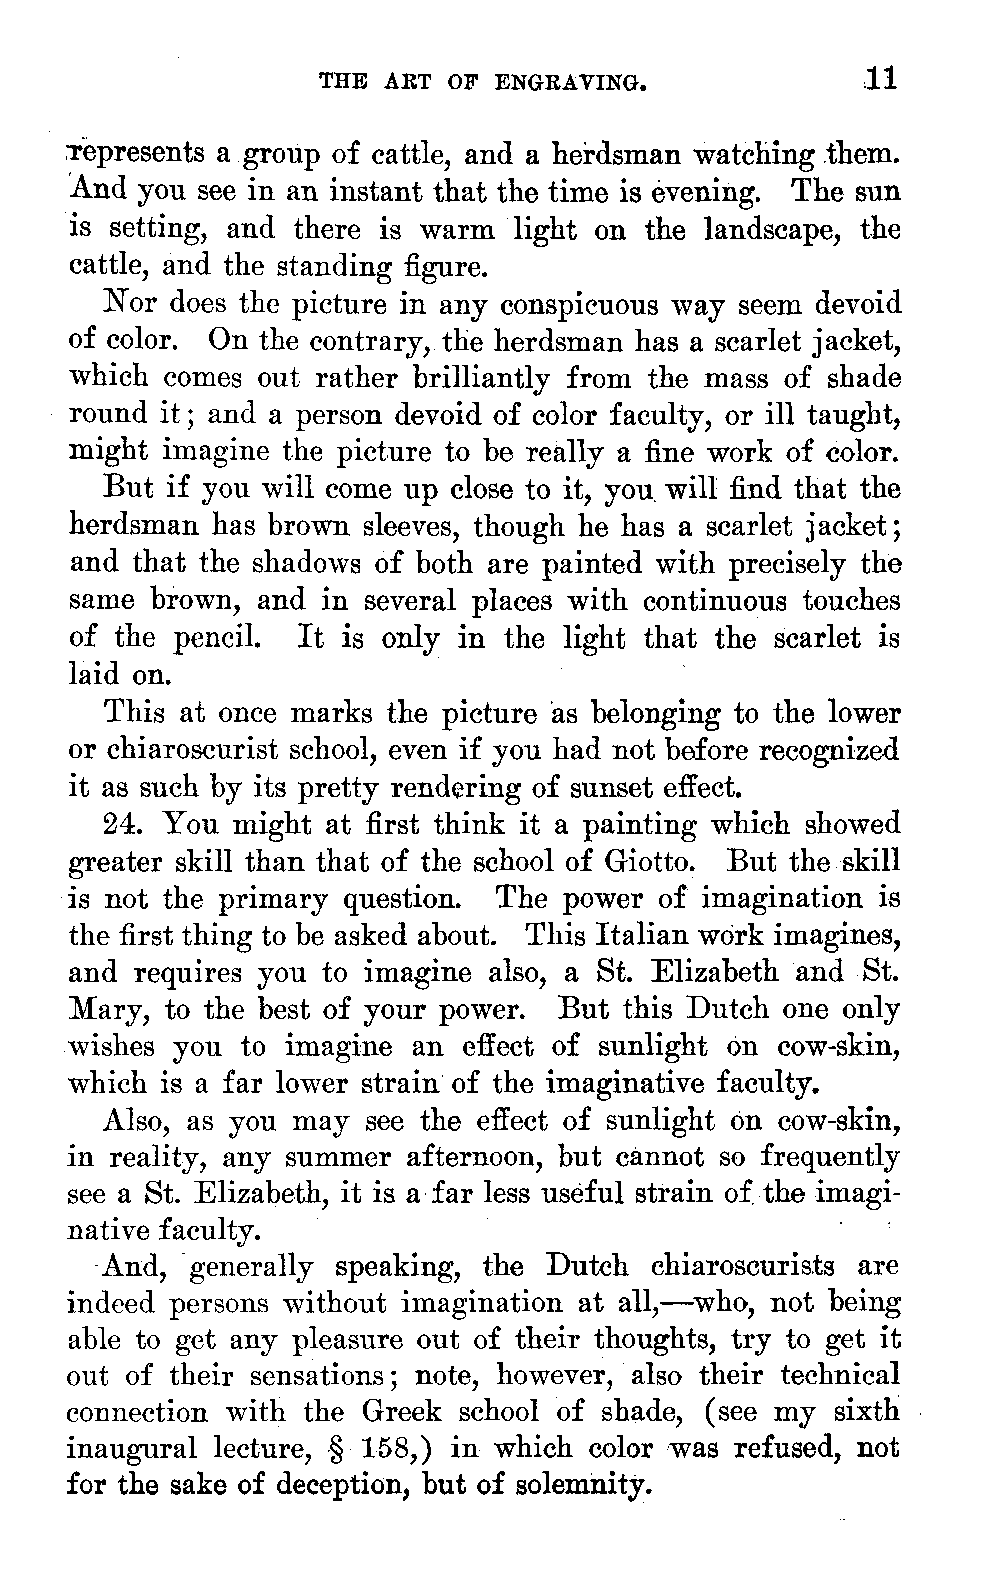 THE ART OF ENGRAVING. 11
represents a group of cattle, and a herdsman watching them.
And you see in an instant that the time is evening. The sun
is setting, and there is warm light on the landscape, the
cattle, and the standing figure.
Nor does the picture in any conspicuous way seem devoid
of color. On the contrary, the herdsman has a scarlet jacket,
which comes out rather brilliantly from the mass of shade
round it; and a person devoid of color faculty, or ill taught,
might imagine the picture to be really a fine work of color.
But if you will come up close to it, you will find that the
herdsman has brown sleeves, though he has a scarlet jacket;
and that the shadows of both are painted with precisely the
same brown, and in several places with continuous touches
of the pencil. It is only in the light that the scarlet is
laid on.
This at once marks the picture as belonging to the lower
or chiaroscurist school, even if you had not before recognized
it as such by its pretty rendering of sunset effect.
24. You might at first think it a painting which showed
greater skill than that of the school of Giotto. But the skill
is not the primary question. The power of imagination is
the first thing to be asked about. This Italian work imagines,
and requires you to imagine also, a St. Elizabeth and St.
Mary, to the best of your power. But this Dutch one only
wishes you to imagine an effect of sunlight on cow-skin,
which is a far lower strain of the imaginative faculty.
Also, as you may see the effect of sunlight on cow-skin,
in reality, any summer afternoon, but cannot so frequently
see a St. Elizabeth, it is a far less useful strain of the imagi-
native faculty.
And, generally speaking, the Dutch chiaroscurists are
indeed persons without imagination at all,—who, not being
able to get any pleasure out of their thoughts, try to get it
out of their sensations; note, however, also their technical
connection with the Greek school of shade, (see my sixth
inaugural lecture, § 158,) in which color was refused, not
for the sake of deception, but of solemnity.